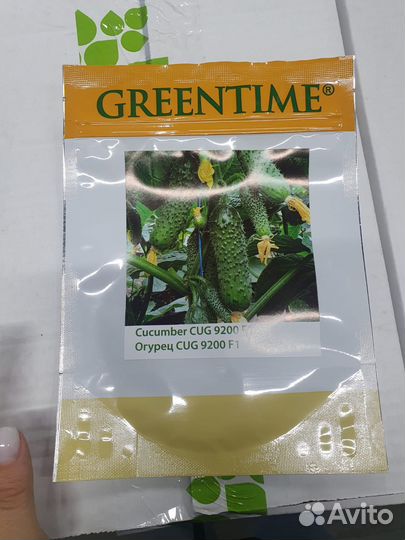 GREENTIME®
Cucumber CUG 9200
Огурец CUG 9200 F1
Avito